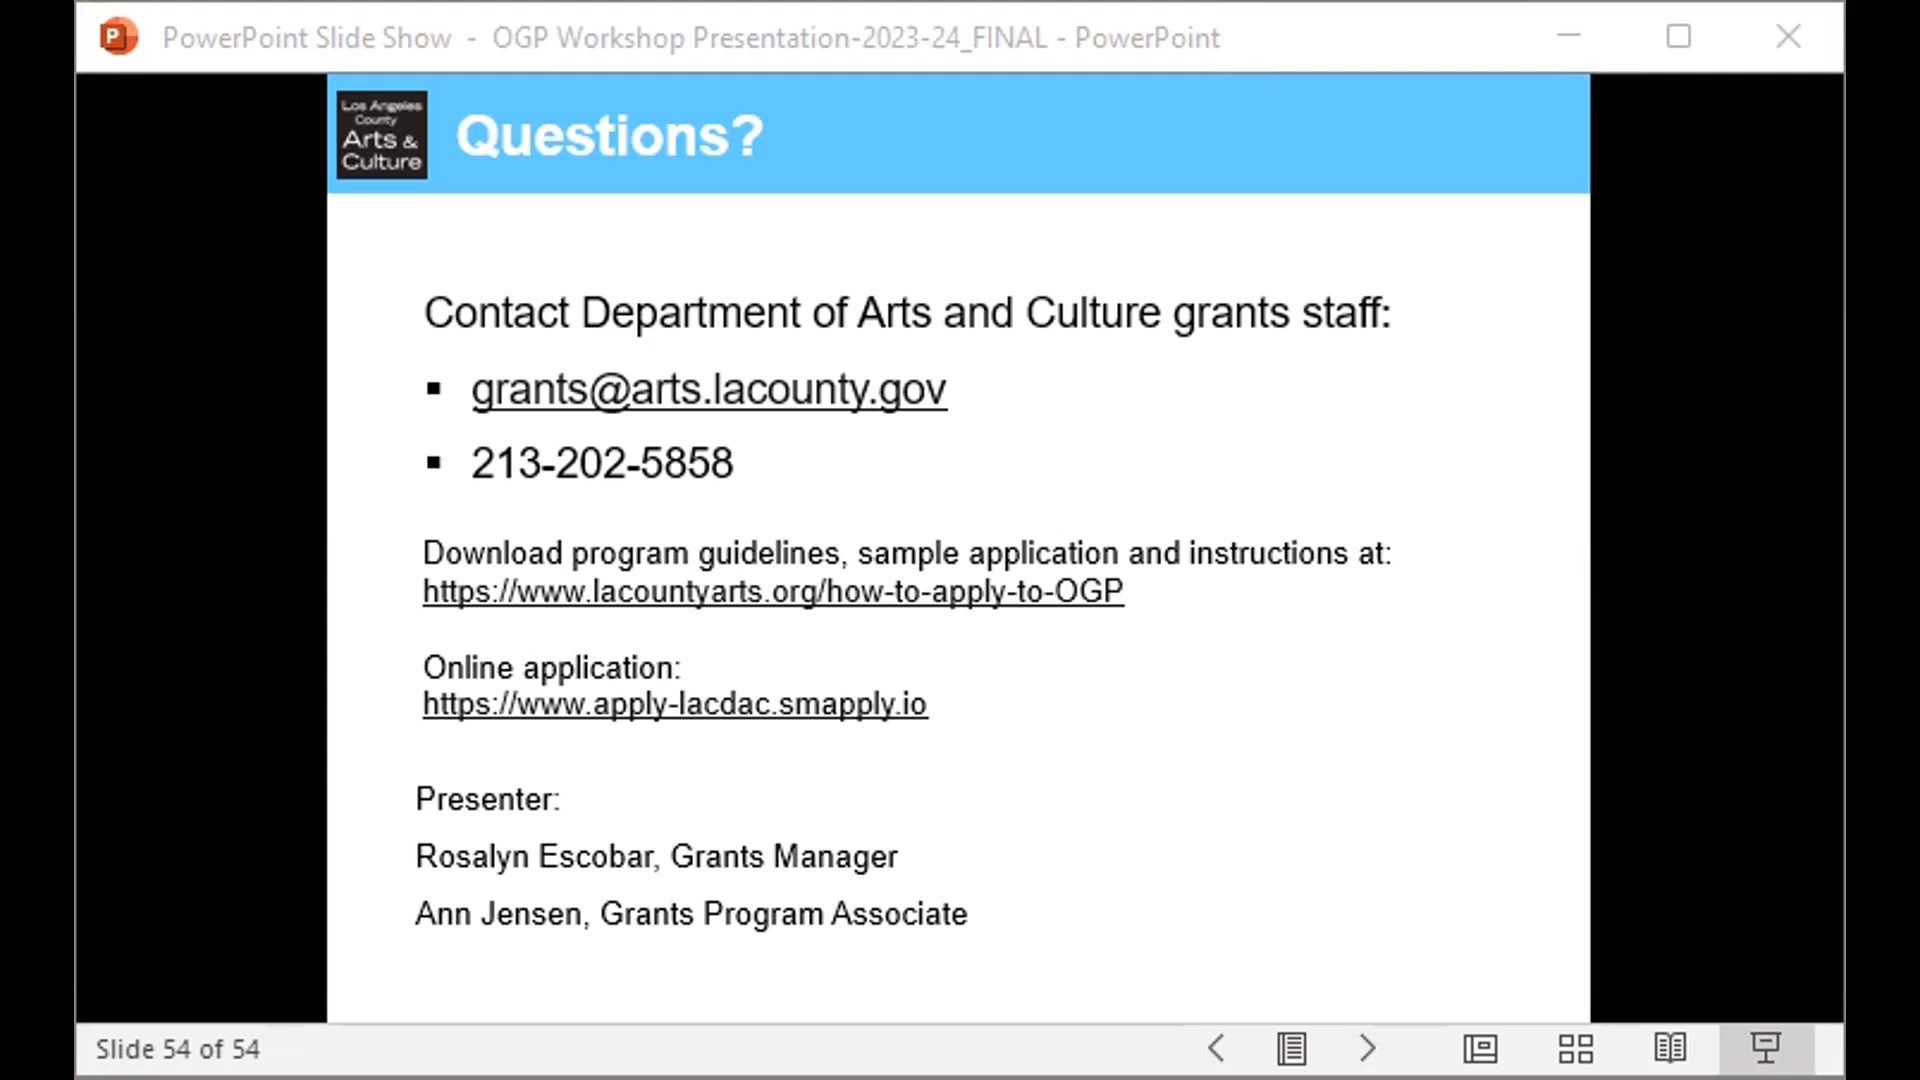 PowerPoint Slide Show - OGP Workshop Presentation-2023-24_FINAL - PowerPoint
Los Angeles
County
Arts &
Culture
Questions?
Contact Department of Arts and Culture grants staff:
▪ grants@arts.lacounty.gov
▪ 213-202-5858
Download program guidelines, sample application and instructions at:
https://www.lacountyarts.org/how-to-apply-to-OGP
Online application:
https://www.apply-lacdac.smapply.io
Presenter:
Rosalyn Escobar, Grants Manager
Ann Jensen, Grants Program Associate
Slide 54 of 54